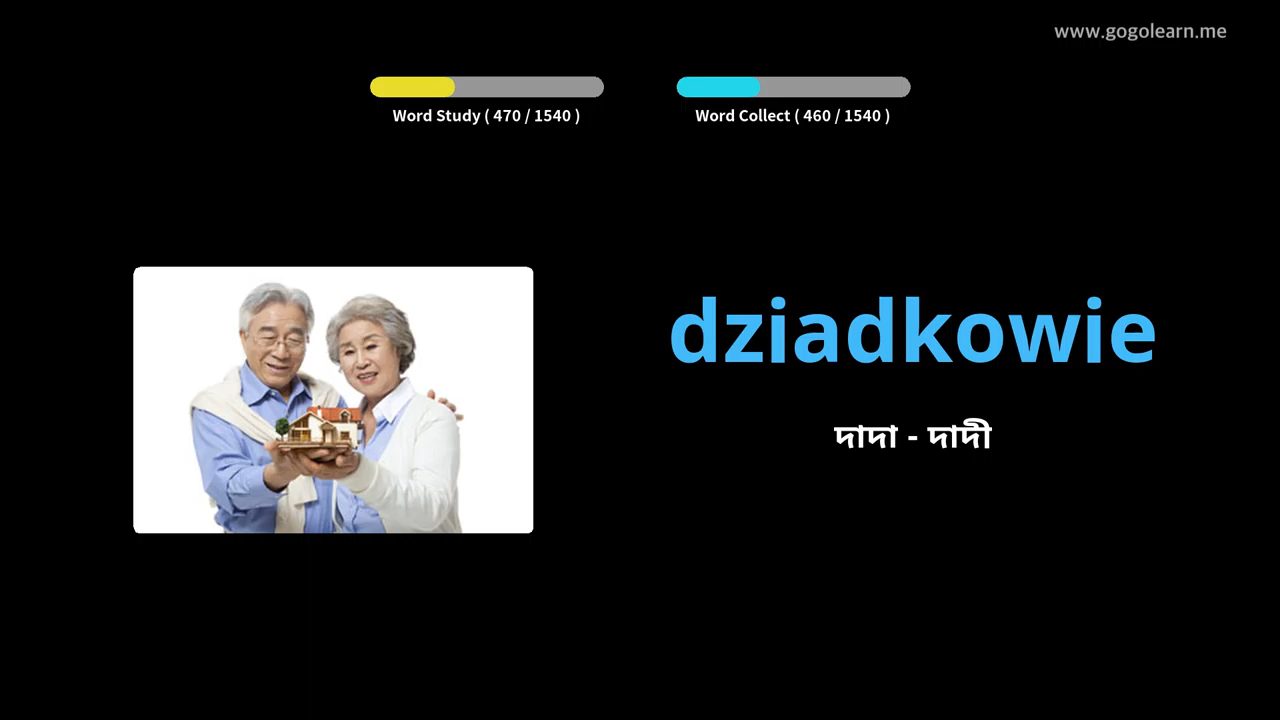 www.gogolearn.me
Word Study ( 470 / 1540 )
Word Collect ( 460 / 1540 )
dziadkowie
দাদা - দাদী